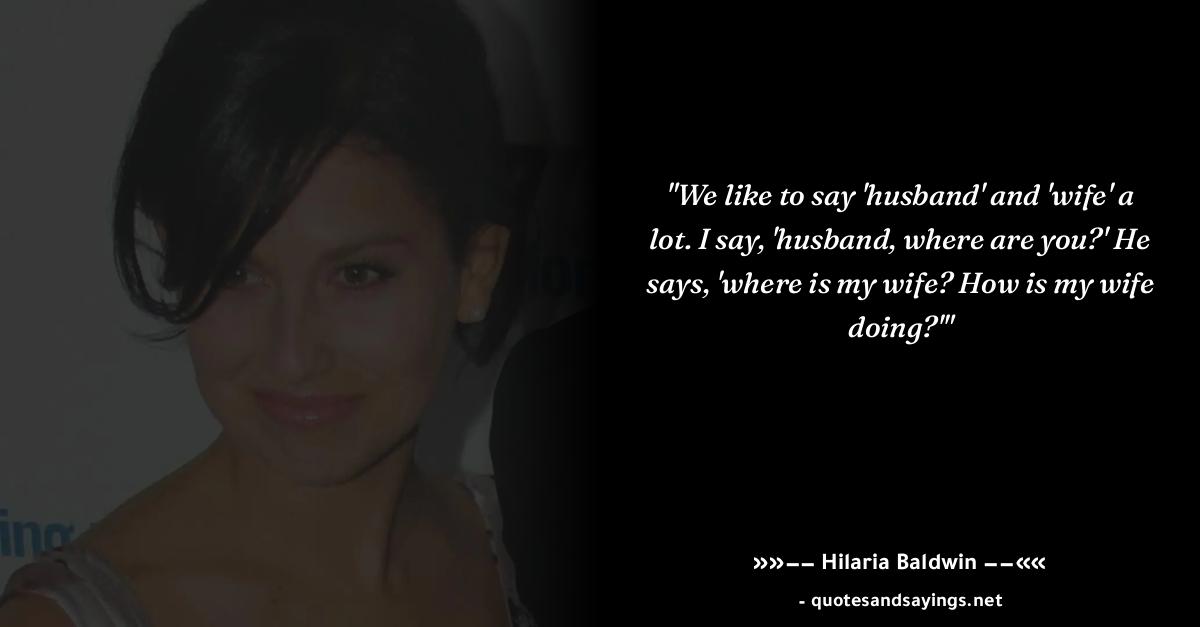 "We like to say 'husband' and 'wife' a
lot. I say, 'husband, where are you?' He
says, 'where is my wife? How is my wife
doing?'"
»»–– Hilaria Baldwin ––««
- quotesandsayings.net
ing